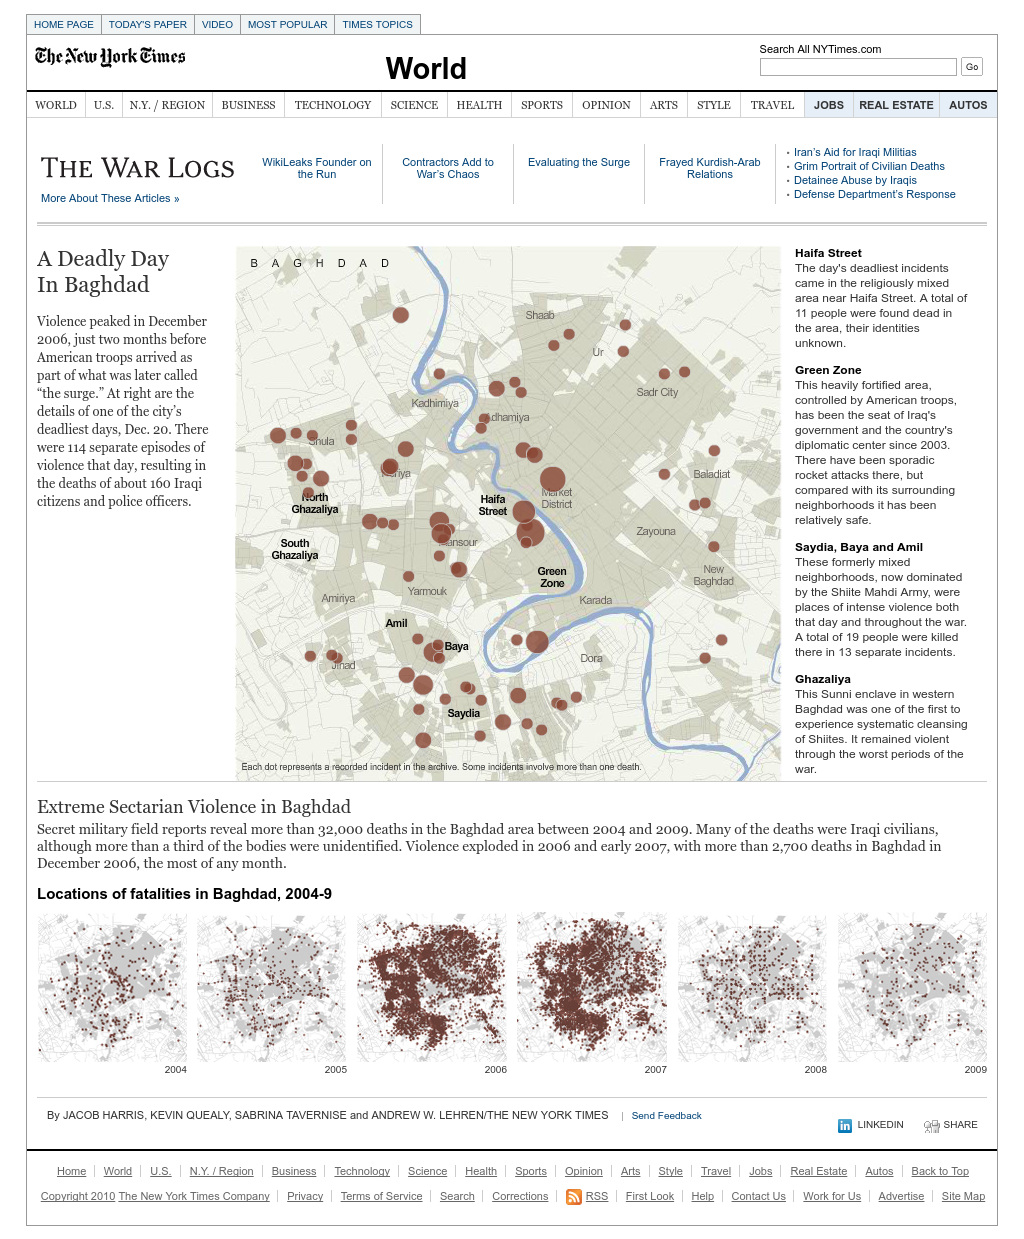 HOME PAGE TODAY'S PAPER VIDEO MOST POPULAR TIMES TOPICS
The New York Times
World
Search All NYTimes.com
Go
WORLD U.S. N.Y. / REGION BUSINESS TECHNOLOGY SCIENCE HEALTH SPORTS OPINION ARTS STYLE TRAVEL JOBS REAL ESTATE AUTOS
THE WAR LOGS
More About These Articles »
WikiLeaks Founder on
the Run
Contractors Add to
War's Chaos
Evaluating the Surge
Frayed Kurdish-Arab
Relations
· Iran's Aid for Iraqi Militias
· Grim Portrait of Civilian Deaths
· Detainee Abuse by Iraqis
· Defense Department's Response
A Deadly Day
In Baghdad
Violence peaked in December
2006, just two months before
American troops arrived as
part of what was later called
“the surge.” At right are the
details of one of the city's
deadliest days, Dec. 20. There
were 114 separate episodes of
violence that day, resulting in
the deaths of about 160 Iraqi
citizens and police officers.
BAGHDAD
Shaab
Ur
Sadr City
Kadhimiya
Adhamiya
Shula
North
Ghazaliya
Haifa
Street
Market
District
Baladiat
South
Ghazaliya
Mansour
Zayouna
Green
Zone
New
Baghdad
Amiriya
Yarmouk
Karada
Amil
Baya
Jihad
Dora
Saydia
Each dot represents a recorded incident in the archive. Some incidents involve more than one death.
Haifa Street
The day's deadliest incidents
came in the religiously mixed
area near Haifa Street. A total of
11 people were found dead in
the area, their identities
unknown.
Green Zone
This heavily fortified area,
controlled by American troops,
has been the seat of Iraq's
government and the country's
diplomatic center since 2003.
There have been sporadic
rocket attacks there, but
compared with its surrounding
neighborhoods it has been
relatively safe.
Saydia, Baya and Amil
These formerly mixed
neighborhoods, now dominated
by the Shiite Mahdi Army, were
places of intense violence both
that day and throughout the war.
A total of 19 people were killed
there in 13 separate incidents.
Ghazaliya
This Sunni enclave in western
Baghdad was one of the first to
experience systematic cleansing
of Shiites. It remained violent
through the worst periods of the
war.
Extreme Sectarian Violence in Baghdad
Secret military field reports reveal more than 32,000 deaths in the Baghdad area between 2004 and 2009. Many of the deaths were Iraqi civilians,
although more than a third of the bodies were unidentified. Violence exploded in 2006 and early 2007, with more than 2,700 deaths in Baghdad in
December 2006, the most of any month.
Locations of fatalities in Baghdad, 2004-9
2004 2005 2006 2007 2008 2009
By JACOB HARRIS, KEVIN QUEALY, SABRINA TAVERNISE and ANDREW W. LEHREN/THE NEW YORK TIMES | Send Feedback
in LINKEDIN SHARE
Home World U.S. N.Y. / Region Business Technology Science Health Sports Opinion Arts Style Travel Jobs Real Estate Autos Back to Top
Copyright 2010 The New York Times Company Privacy Terms of Service Search Corrections RSS First Look Help Contact Us Work for Us Advertise Site Map